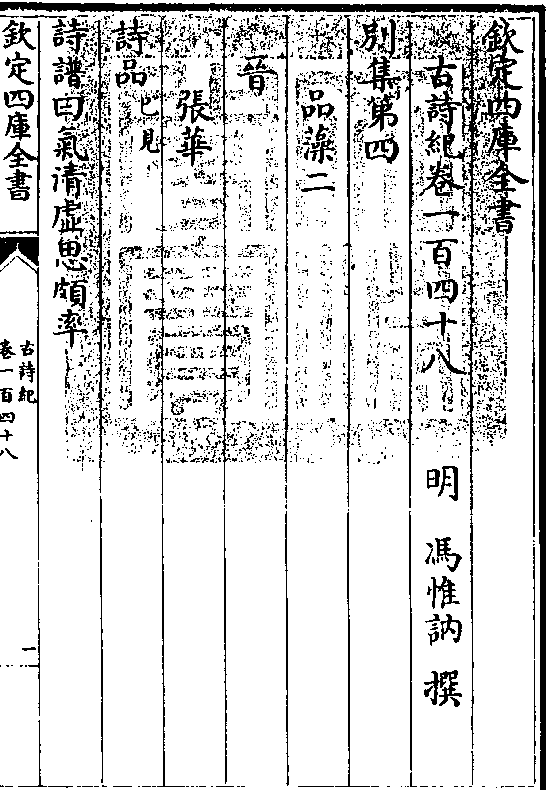 欽定四庫全書
古詩紀卷一百四十八
明 馮惟訥 撰
別集第四
品藻二
晉
張華
詩品巳見
詩譜曰氣清虛思頗率
欽定四庫全書
古詩紀
卷一百四十八
一